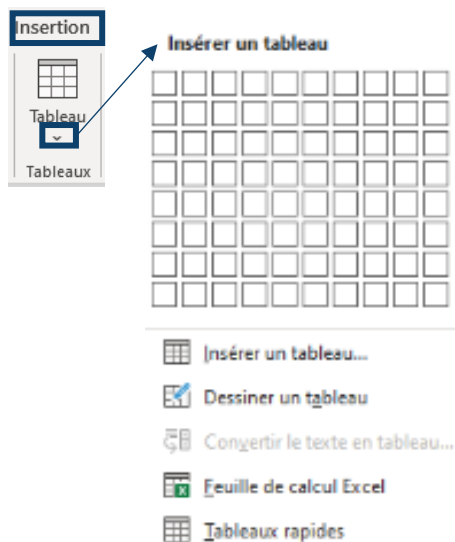 Insertion
Insérer un tableau
Tableau
Tableaux
Insérer un tableau...
Dessiner un tableau
Convertir le texte en tableau...
Feuille de calcul Excel
Tableaux rapides